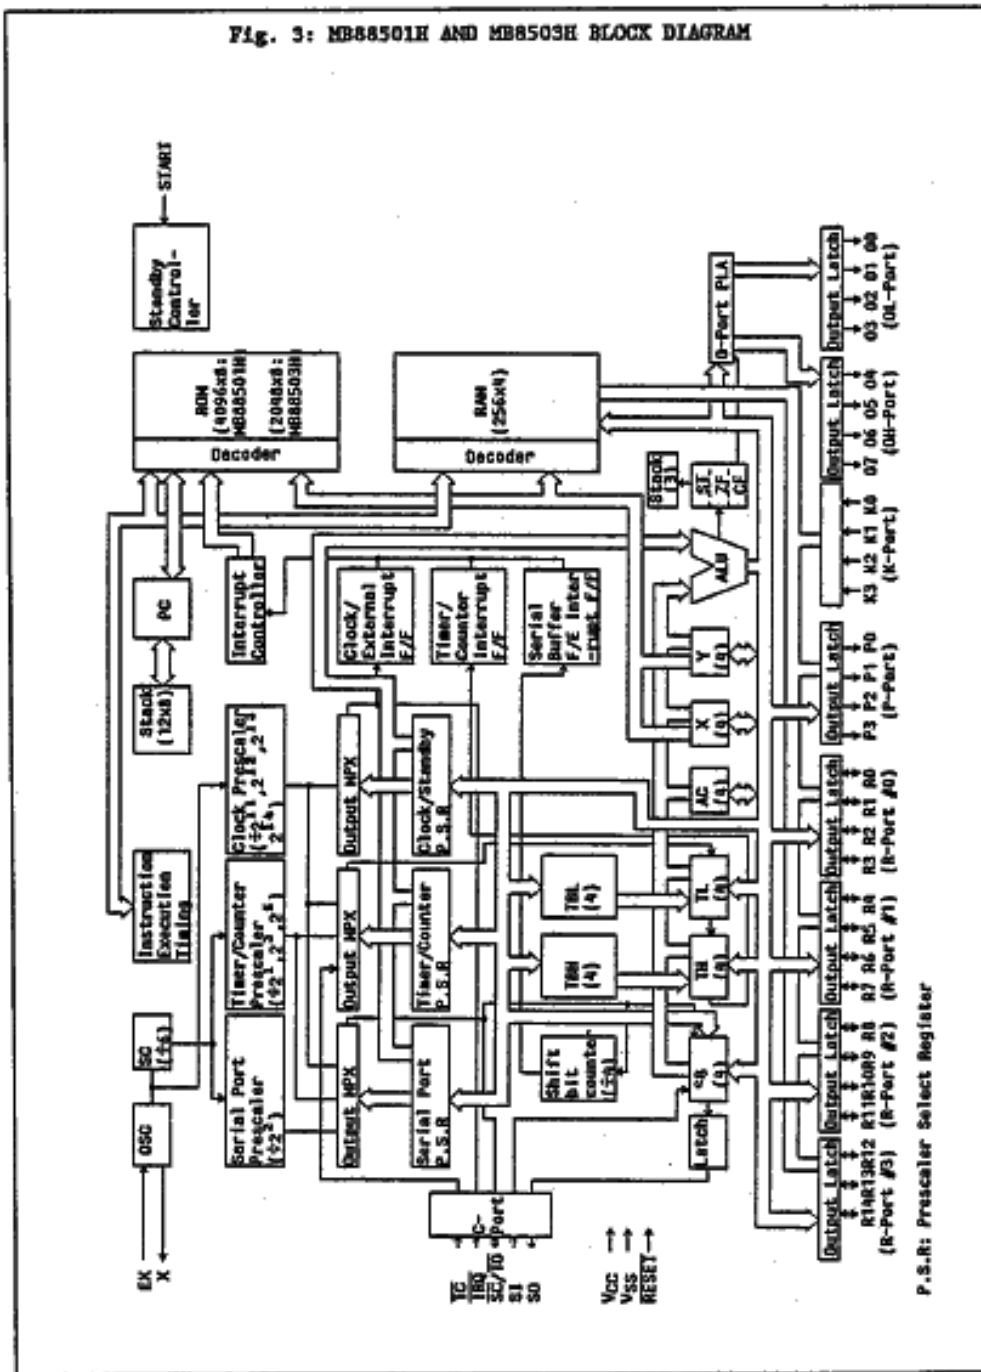 Fig. 3: MB88501H AND MB8503H BLOCK DIAGRAM
EX
X
OSC
SC
(÷6)
Instruction
Execution
Timing
Stack
(12x8)
PC
ROM
(4096x8:
MB88501H)
(2048x8:
MB88503H)
Decoder
Standby
Control-
ler
START
Serial Port
Prescaler
(÷2²)
Timer/Counter
Prescaler
Clock Prescaler
Interrupt
Controller
Output MPX
Output MPX
Output MPX
Clock/
External
Interrupt
F/F
Serial Port
P.S.R
Timer/Counter
P.S.R
Clock/Standby
P.S.R
Timer/
Counter
Interrupt
F/F
RAM
(256x4)
Decoder
C-
Port
TC
IRQ
SC/TO
SI
SO
Shift
bit
counter
TBH
(4)
TBL
(4)
Serial
Buffer
F/E Inter
-rupt F/F
VCC
VSS
RESET
Latch
SB
(4)
TH
(4)
TL
(4)
AC
(4)
X
(4)
Y
(4)
ALU
Stack
(3)
ST-
ZF-
CF
O-Port PLA
Output Latch
R14R13R12
(R-Port #3)
Output Latch
R11R10R9 R8
(R-Port #2)
Output Latch
R7 R6 R5 R4
(R-Port #1)
Output Latch
R3 R2 R1 R0
(R-Port #0)
Output Latch
P3 P2 P1 P0
(P-Port)
K3 K2 K1 K0
(K-Port)
Output Latch
O7 O6 O5 O4
(OH-Port)
Output Latch
O3 O2 O1 O0
(OL-Port)
P.S.R: Prescaler Select Register